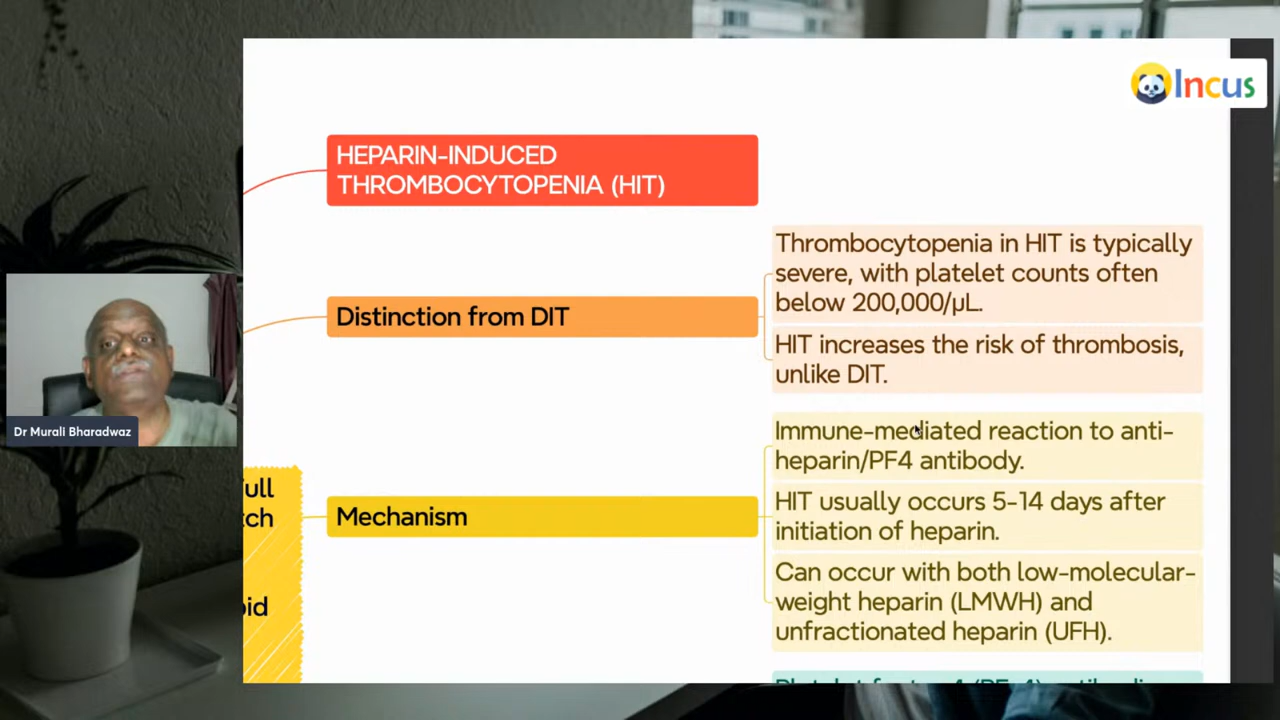 Incus
HEPARIN-INDUCED
THROMBOCYTOPENIA (HIT)
Thrombocytopenia in HIT is typically
severe, with platelet counts often
below 200,000/µL.
Distinction from DIT
HIT increases the risk of thrombosis,
unlike DIT.
Dr Murali Bharadwaz
Immune-mediated reaction to anti-
heparin/PF4 antibody.
Mechanism
HIT usually occurs 5-14 days after
initiation of heparin.
Can occur with both low-molecular-
weight heparin (LMWH) and
unfractionated heparin (UFH).